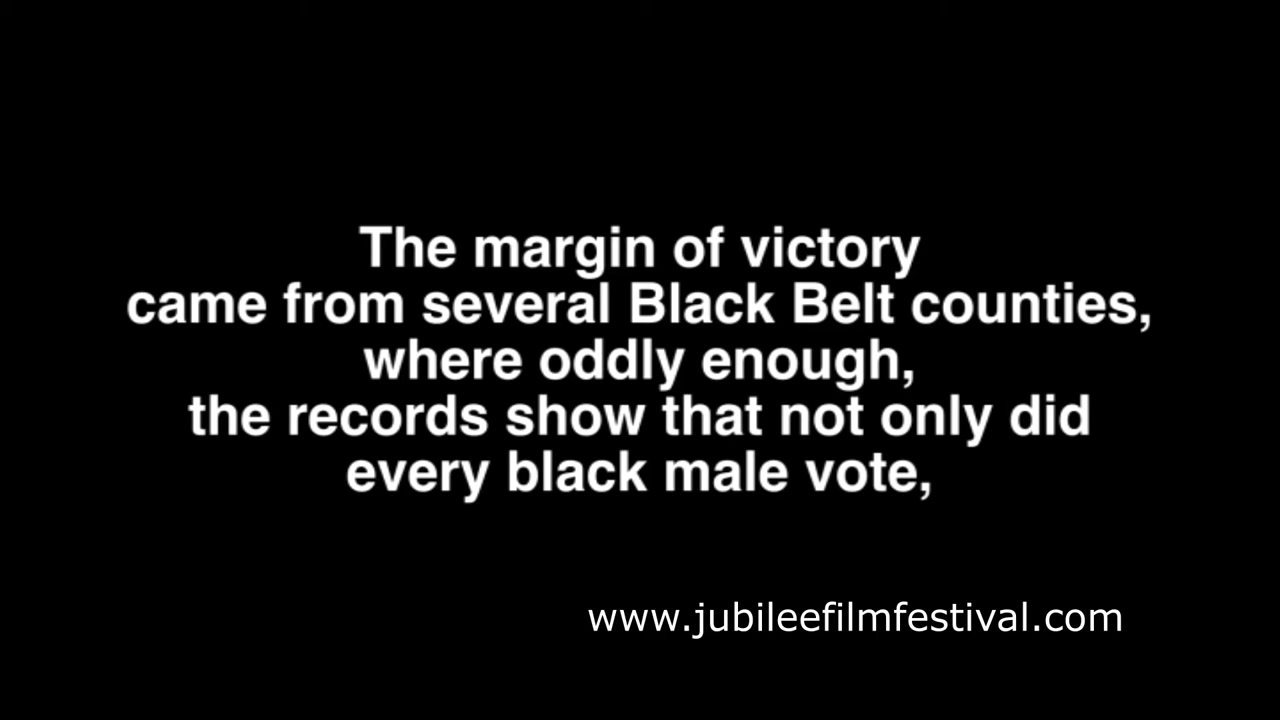 The margin of victory
came from several Black Belt counties,
where oddly enough,
the records show that not only did
every black male vote,
www.jubileefilmfestival.com